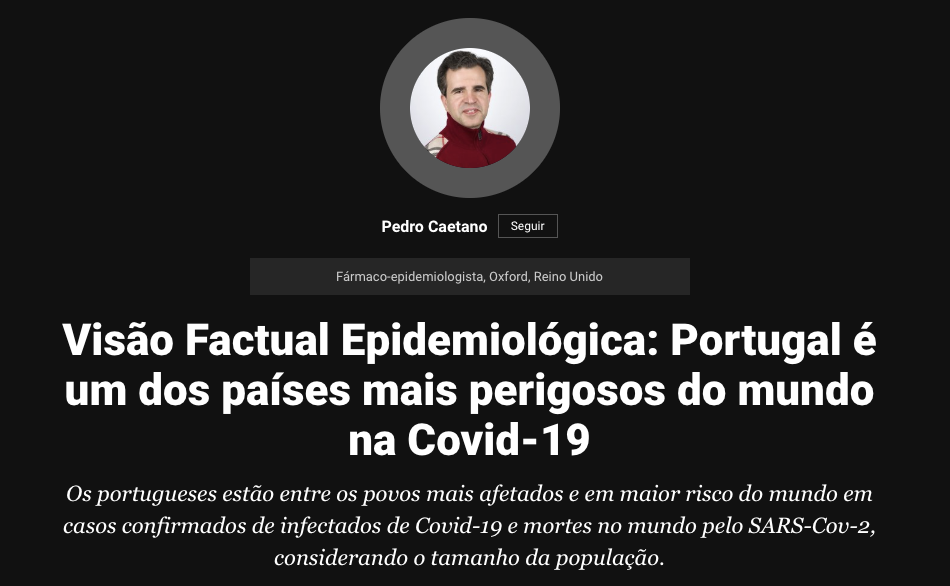 Pedro Caetano
Seguir
Fármaco-epidemiologista, Oxford, Reino Unido
Visão Factual Epidemiológica: Portugal é
um dos países mais perigosos do mundo
na Covid-19
Os portugueses estão entre os povos mais afetados e em maior risco do mundo em
casos confirmados de infectados de Covid-19 e mortes no mundo pelo SARS-Cov-2,
considerando o tamanho da população.